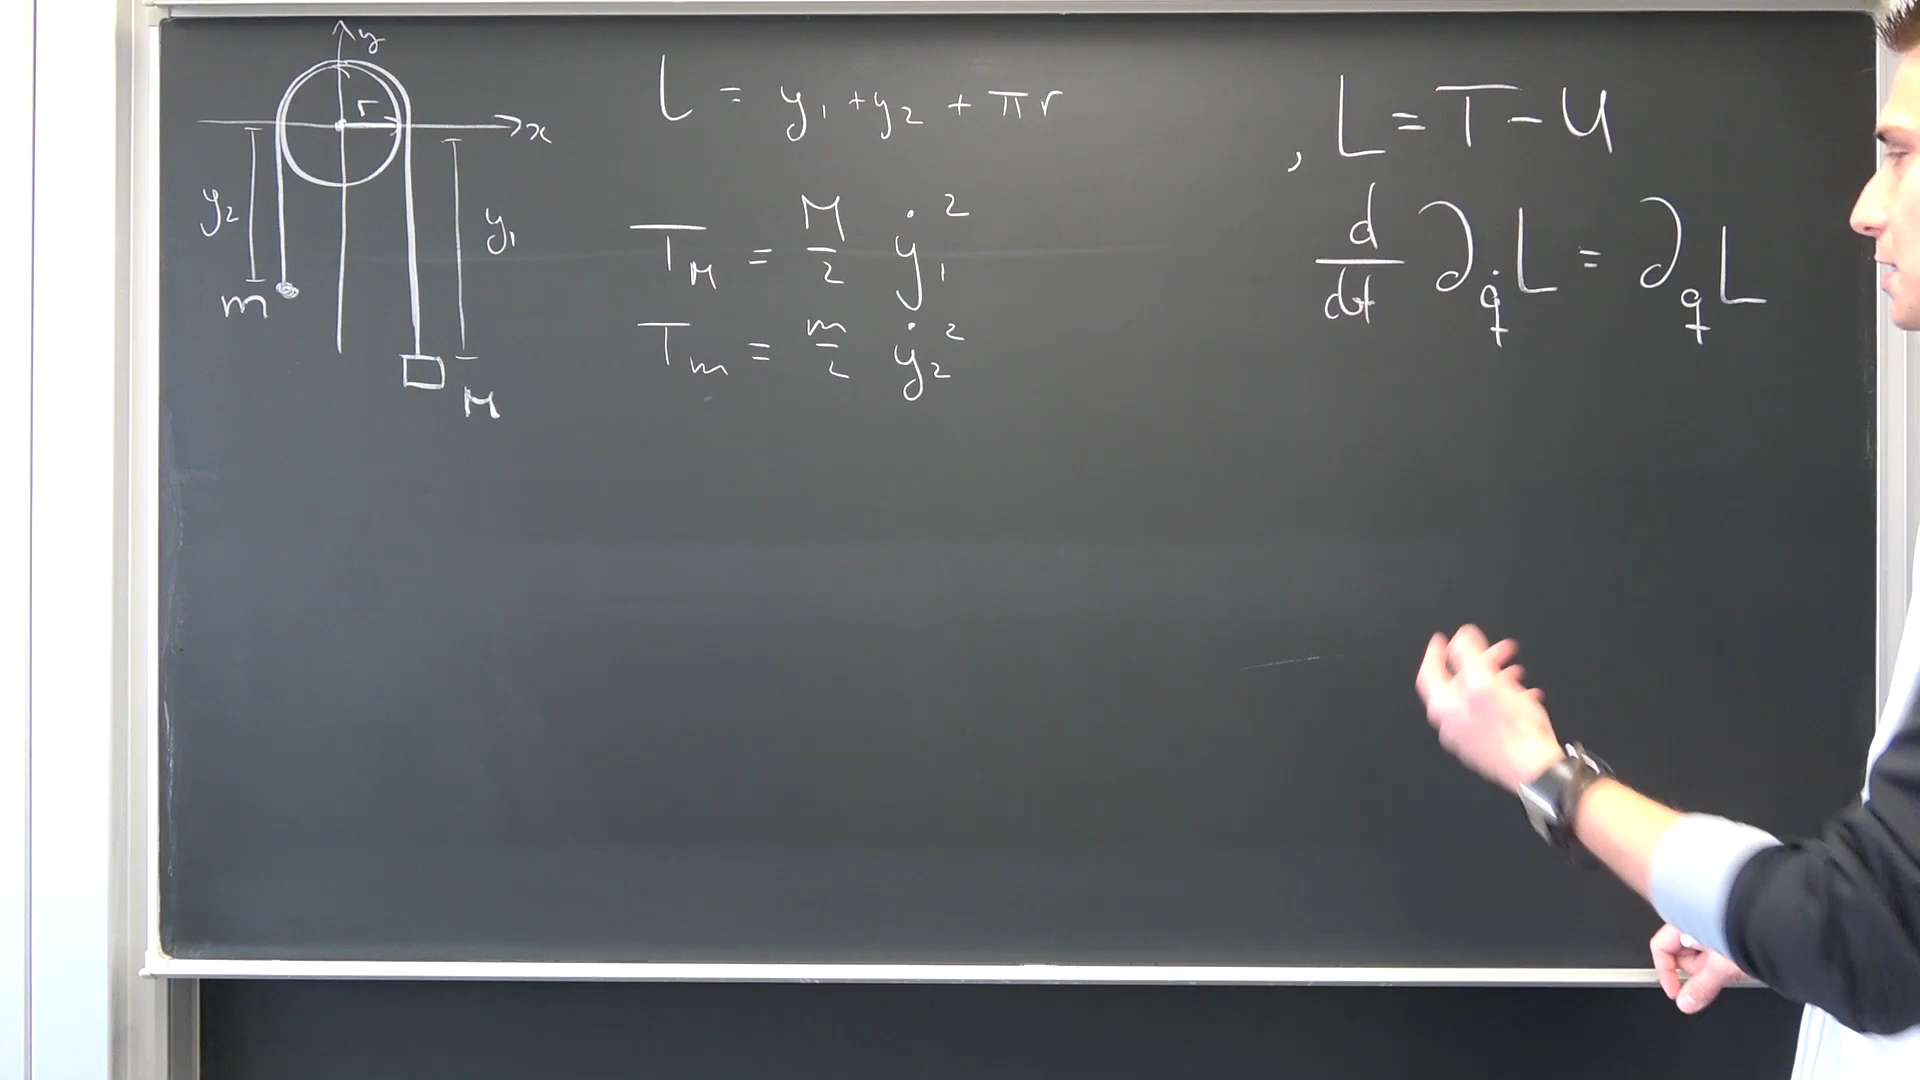 y
r
x
y₂
y₁
m
M
l = y₁ + y₂ + πr
T_M = M/2 ẏ₁²
T_m = m/2 ẏ₂²
, L = T - U
d/dt ∂_q̇ L = ∂_q L